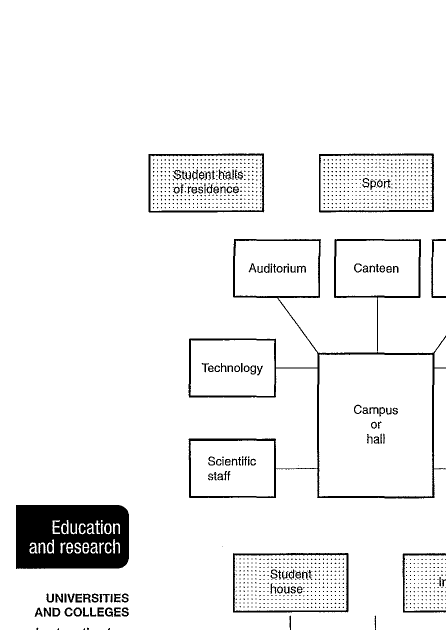 Student halls
of residence
Sport
Auditorium
Canteen
Technology
Campus
or
hall
Scientific
staff
Education
and research
Student
house
UNIVERSITIES
AND COLLEGES